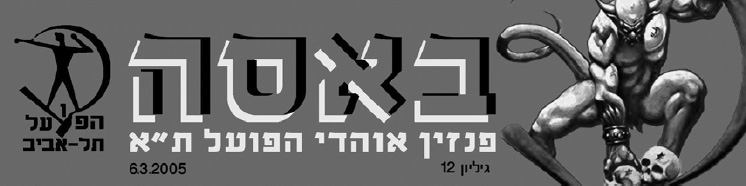 באסה
פנזין אוהדי הפועל ת"א
גיליון 12
6.3.2005
הפועל
תל-אביב